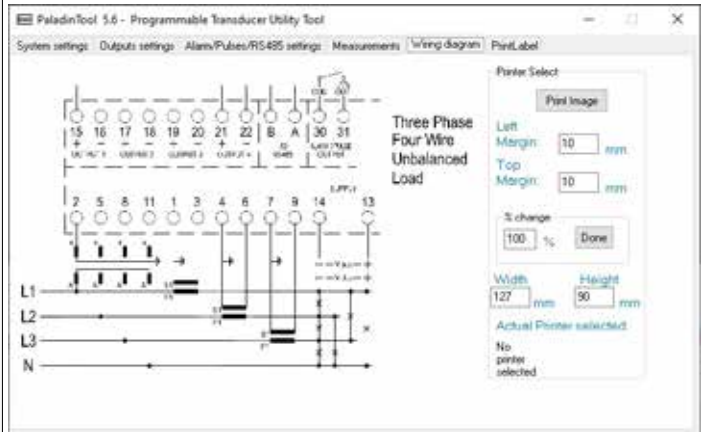 PaladinTool 5.6 - Programmable Transducer Utility Tool
System settings Outputs settings Alarm/Pulses/RS485 settings Measurements Wiring diagram PrintLabel
Printer Select
Print Image
Left
Margin: 10 mm
Top
Margin: 10 mm
% change
100 % Done
Width Height
127 mm 90 mm
Actual Printer selected
No
printer
selected
Three Phase
Four Wire
Unbalanced
Load
15 16 17 18 19 20 21 22 B A 30 31
+ - + - + - + -
RS485
OUTPUT
2 5 8 11 1 3 4 6 7 9 14 13
L1
L2
L3
N